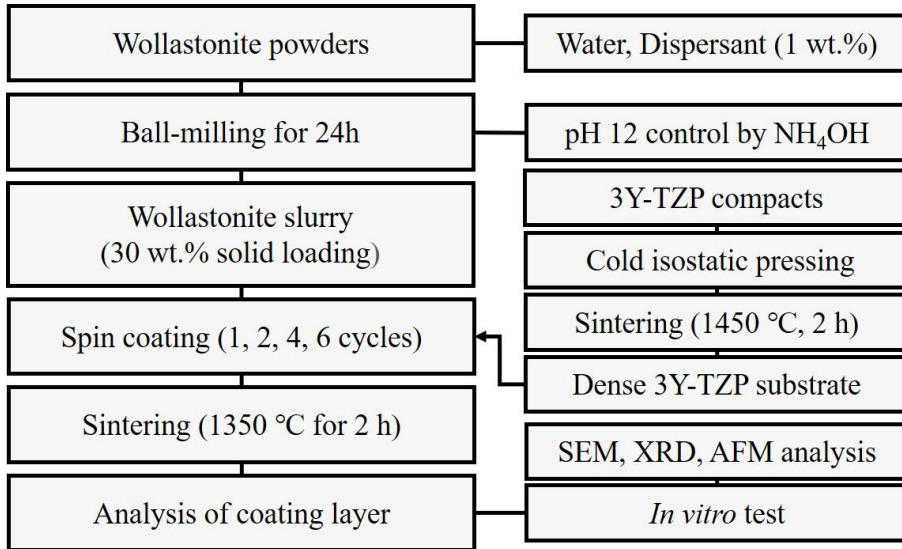 Wollastonite powders
Water, Dispersant (1 wt.%)
Ball-milling for 24h
pH 12 control by NH₄OH
Wollastonite slurry
(30 wt.% solid loading)
3Y-TZP compacts
Cold isostatic pressing
Sintering (1450 ℃, 2 h)
Dense 3Y-TZP substrate
Spin coating (1, 2, 4, 6 cycles)
Sintering (1350 ℃ for 2 h)
Analysis of coating layer
SEM, XRD, AFM analysis
In vitro test